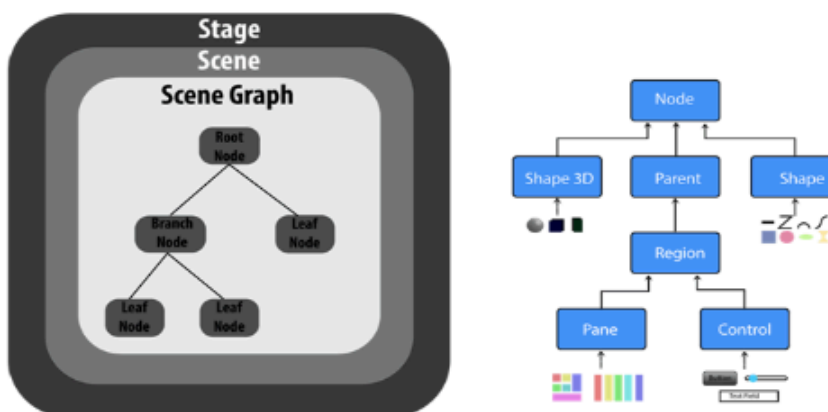 Stage
Scene
Scene Graph
Root
Node
Branch
Node
Leaf
Node
Leaf
Node
Leaf
Node
Node
Shape 3D
Parent
Shape
Region
Pane
Control
Button
Text Field